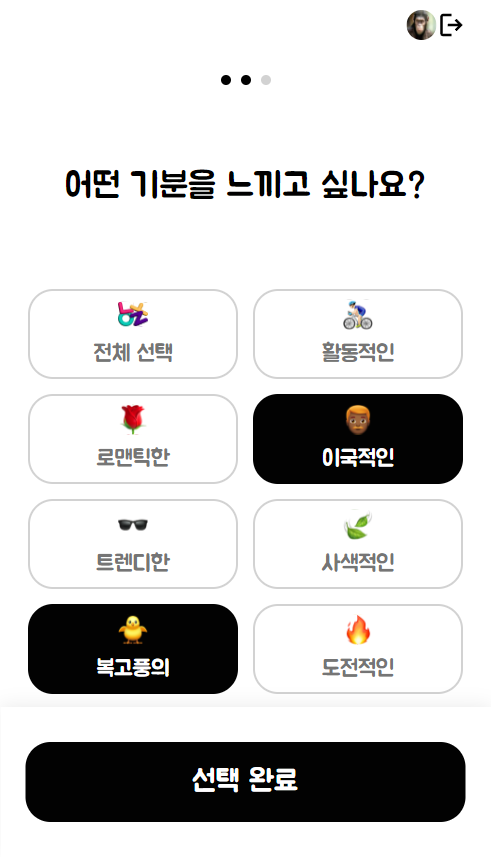 어떤 기분을 느끼고 싶나요?
전체 선택
활동적인
로맨틱한
이국적인
트렌디한
사색적인
복고풍의
도전적인
선택 완료